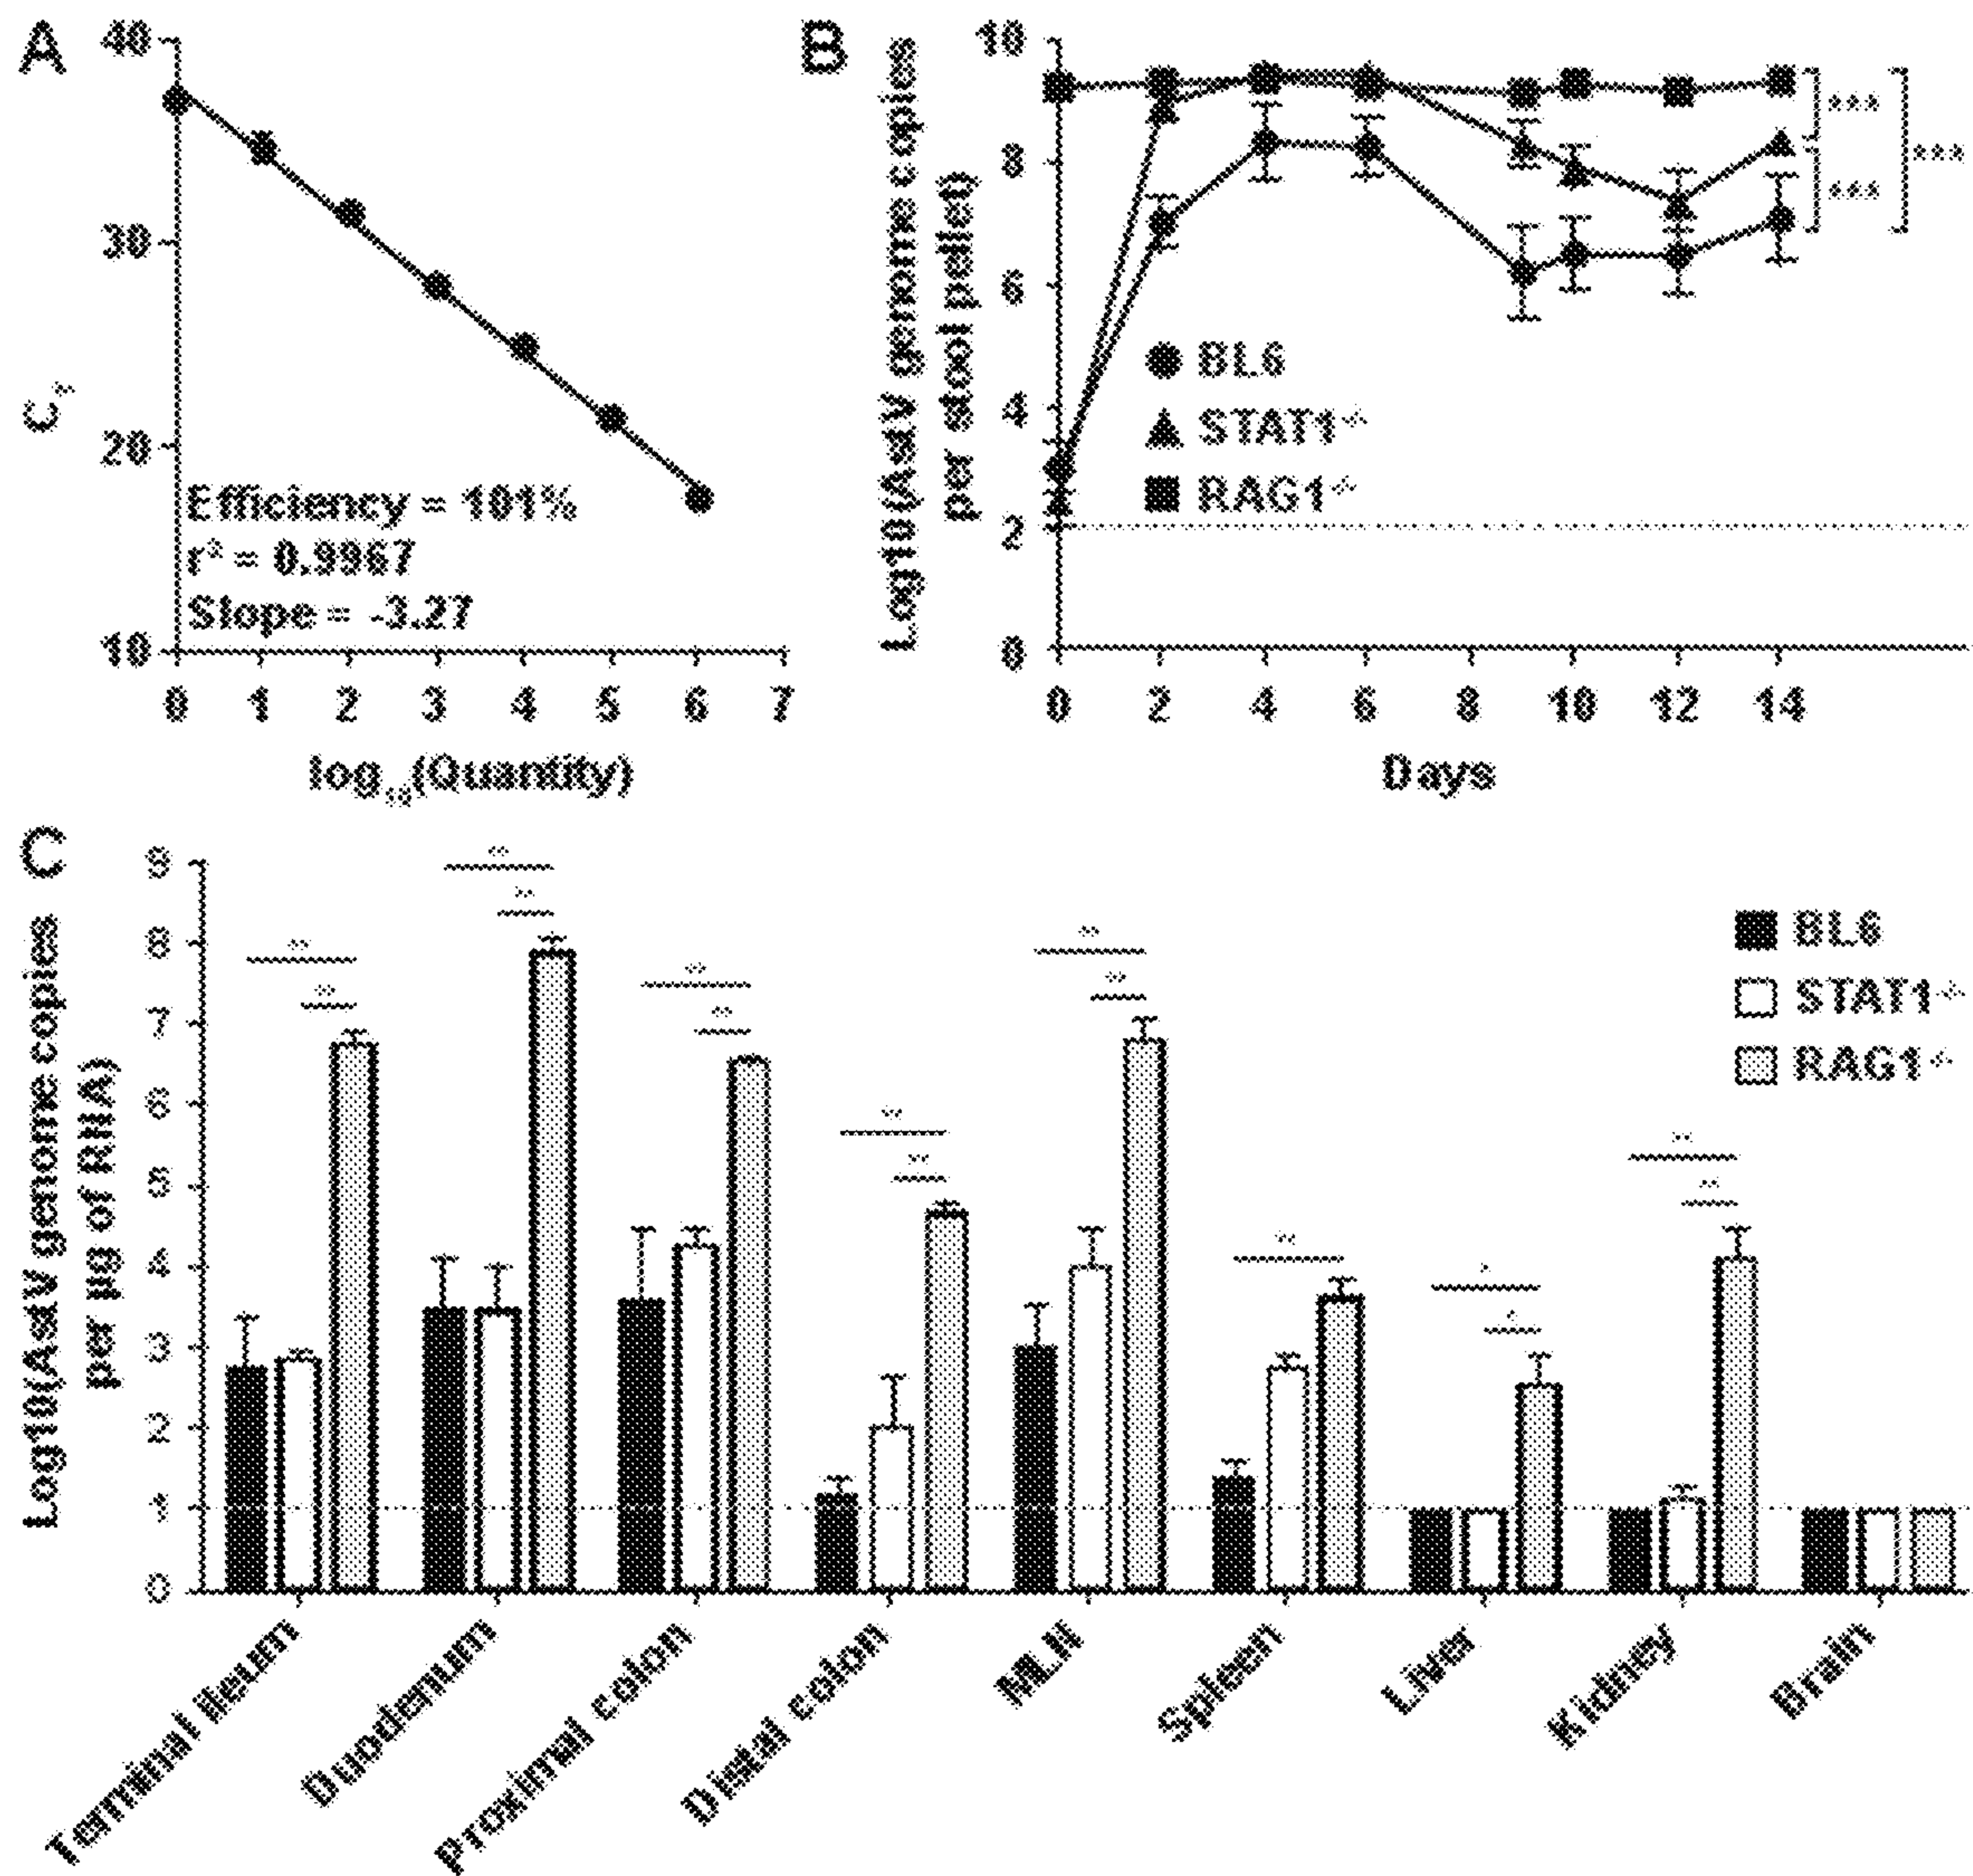 A
40
30
20
10
C_T
Efficiency = 101%
r² = 0.9967
Slope = -3.27
0 1 2 3 4 5 6 7
log₁₀(Quantity)
B
10
8
6
4
2
0
Log10(AstV genome copies
per stool pellet)
BL6
STAT1-/-
RAG1-/-
***
***
***
0 2 4 6 8 10 12 14
Days
C
9
8
7
6
5
4
3
2
1
0
Log10(AstV genome copies
per µg of RNA)
BL6
STAT1-/-
RAG1-/-
Terminal ileum
Duodenum
Proximal colon
Distal colon
MLN
Spleen
Liver
Kidney
Brain